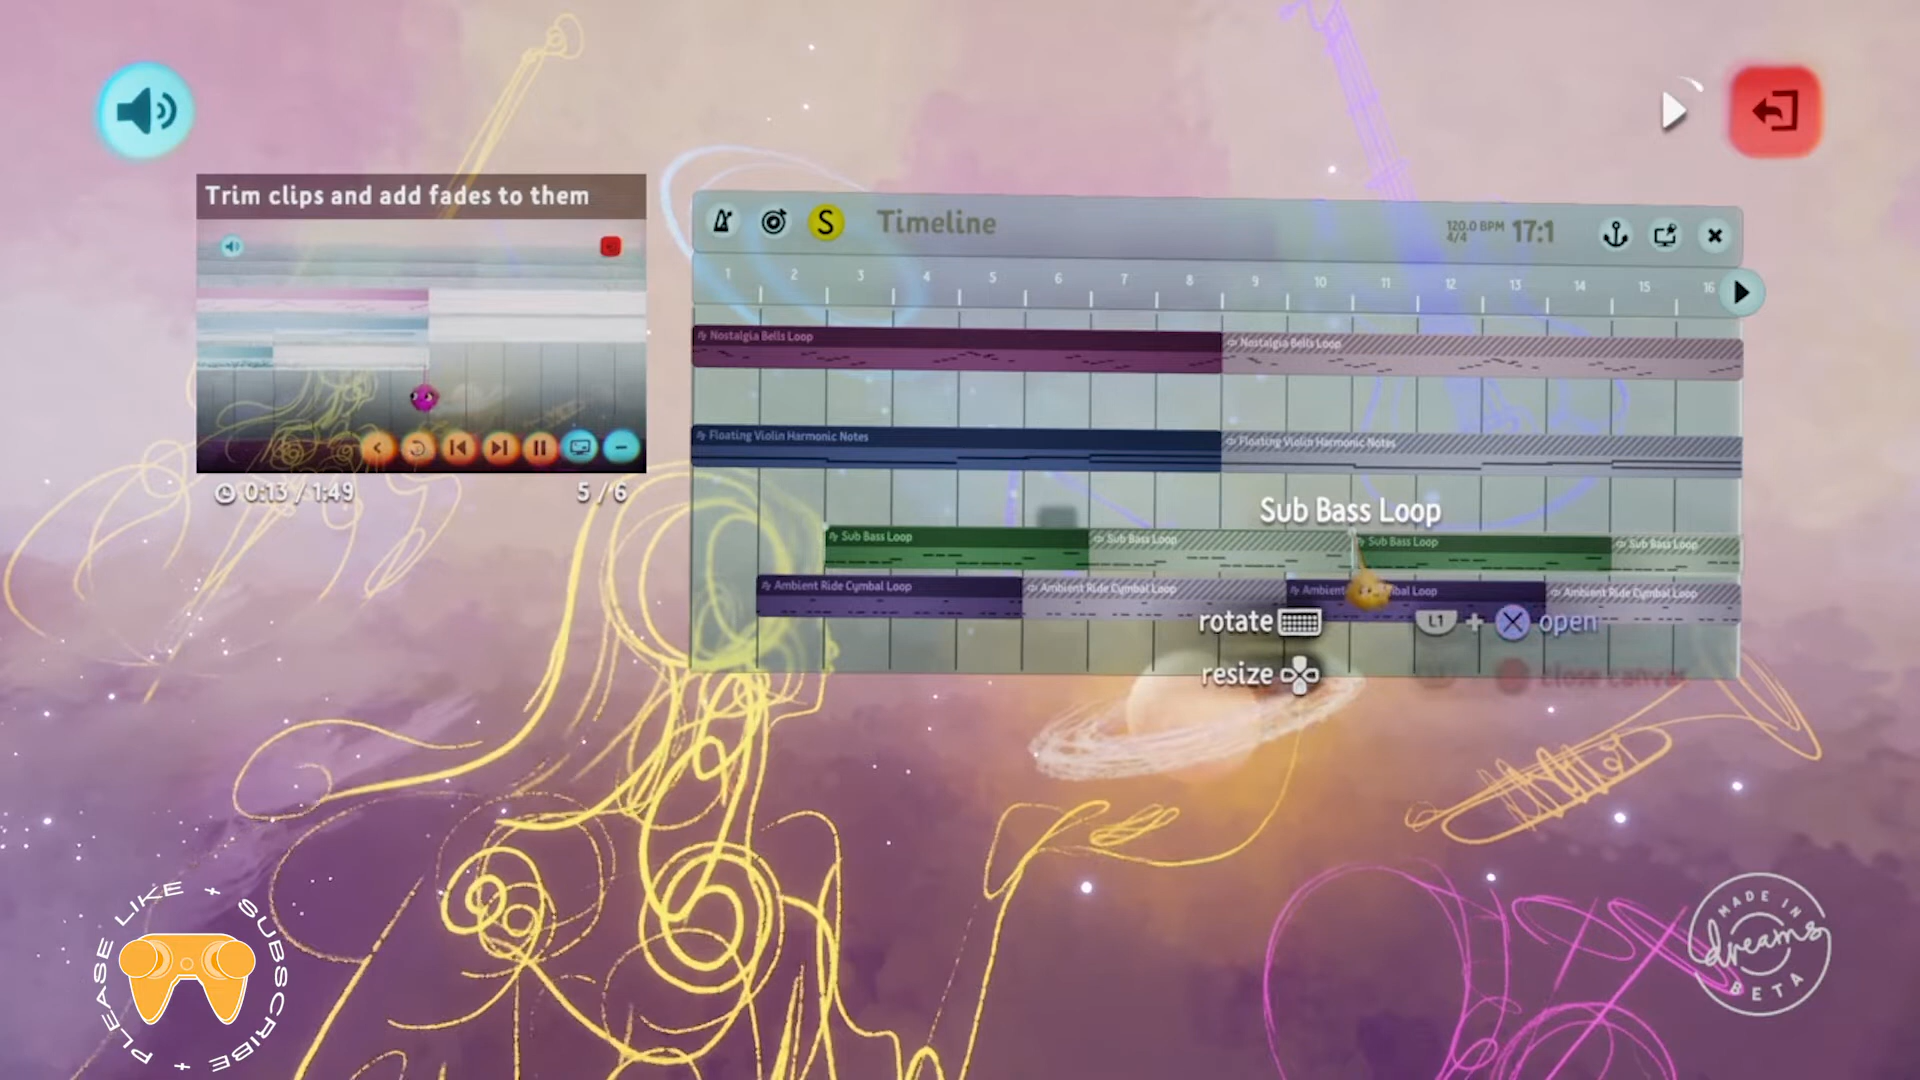 Trim clips and add fades to them
0:13 / 1:49
5 / 6
S
Timeline
120.0 BPM
4/4
17:1
1 2 3 4 5 6 7 8 9 10 11 12 13 14 15 16
Nostalgia Bells Loop
Nostalgia Bells Loop
Floating Violin Harmonic Notes
Floating Violin Harmonic Notes
Sub Bass Loop
Sub Bass Loop
Sub Bass Loop
Sub Bass Loop
Sub Bass Loop
Ambient Ride Cymbal Loop
Ambient Ride Cymbal Loop
Ambient Loop
Ambient Ride Cymbal Loop
rotate
L1 + open
resize
close canvas
PLEASE LIKE + SUBSCRIBE +
MADE IN
dreams
BETA